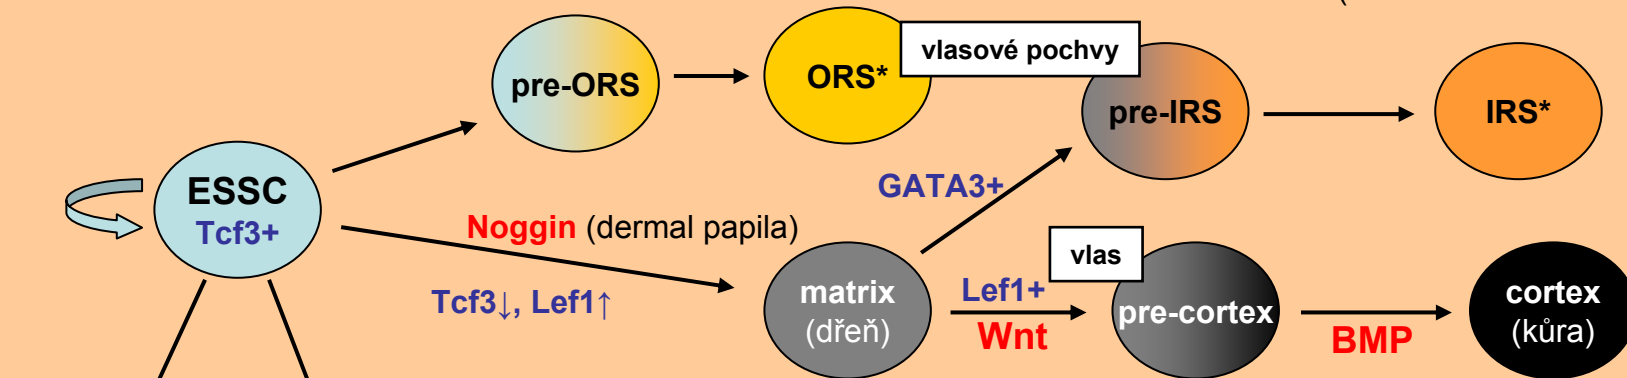 (
vlasové pochvy
pre-ORS
ORS*
pre-IRS
IRS*
ESSC
Tcf3+
GATA3+
Noggin (dermal papila)
vlas
Tcf3↓, Lef1↑
matrix
(dřeň)
Lef1+
Wnt
pre-cortex
BMP
cortex
(kůra)